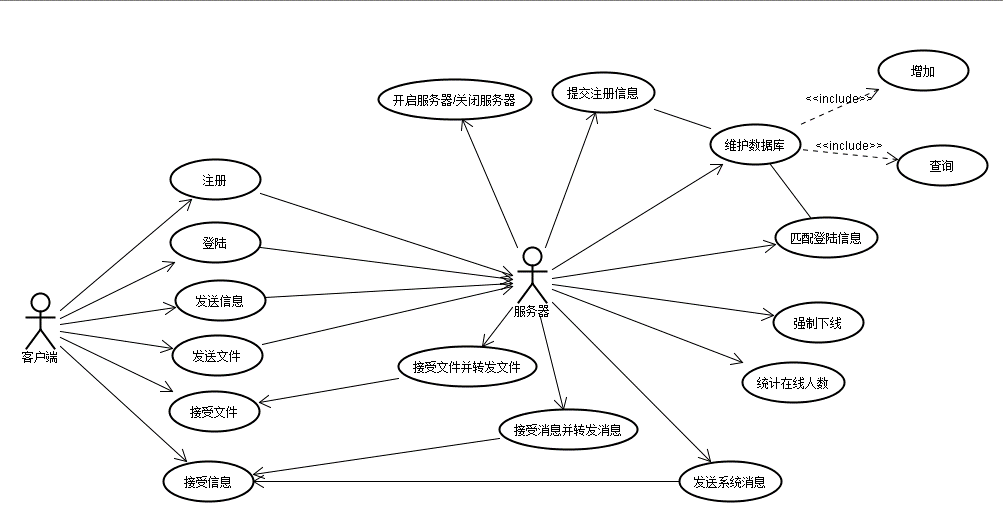 增加
<<include>>
开启服务器/关闭服务器
提交注册信息
维护数据库
<<include>>
查询
注册
登陆
匹配登陆信息
发送信息
服务器
强制下线
客户端
发送文件
接受文件并转发文件
统计在线人数
接受文件
接受消息并转发消息
接受信息
发送系统消息